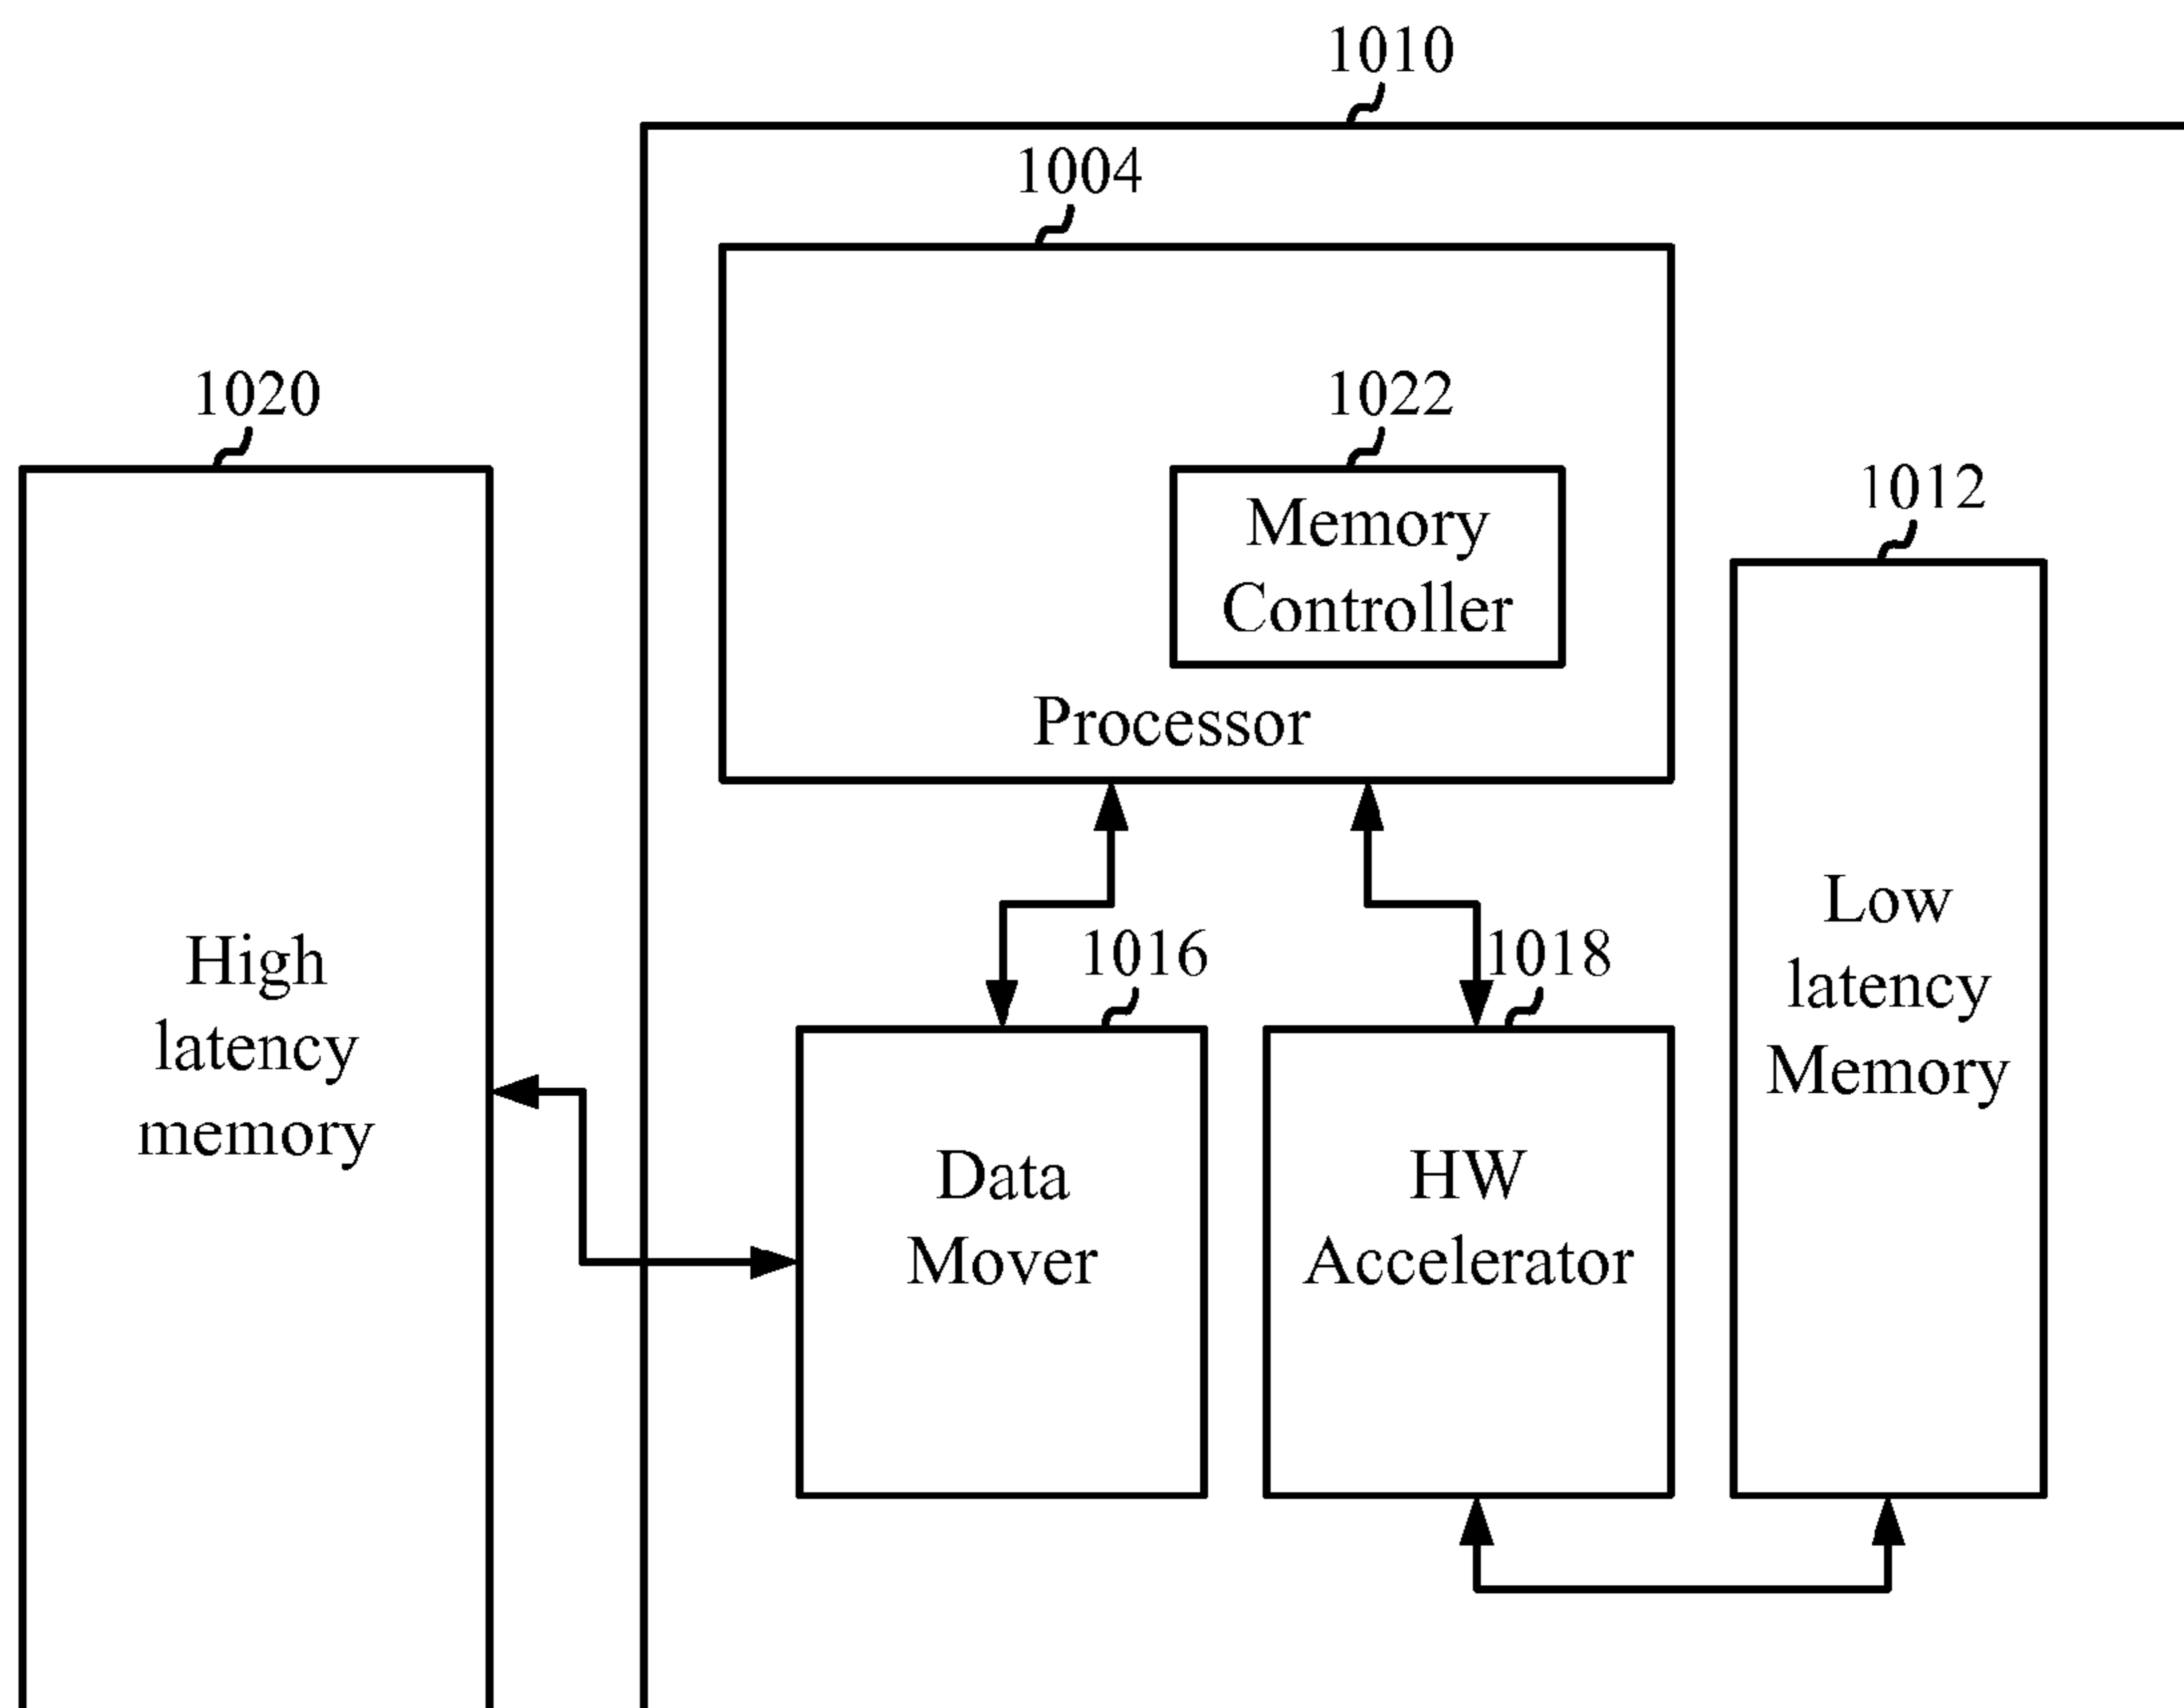 1010
1004
1020
1022
1012
Memory
Controller
Processor
Low
latency
Memory
1016
1018
High
latency
memory
Data
Mover
HW
Accelerator